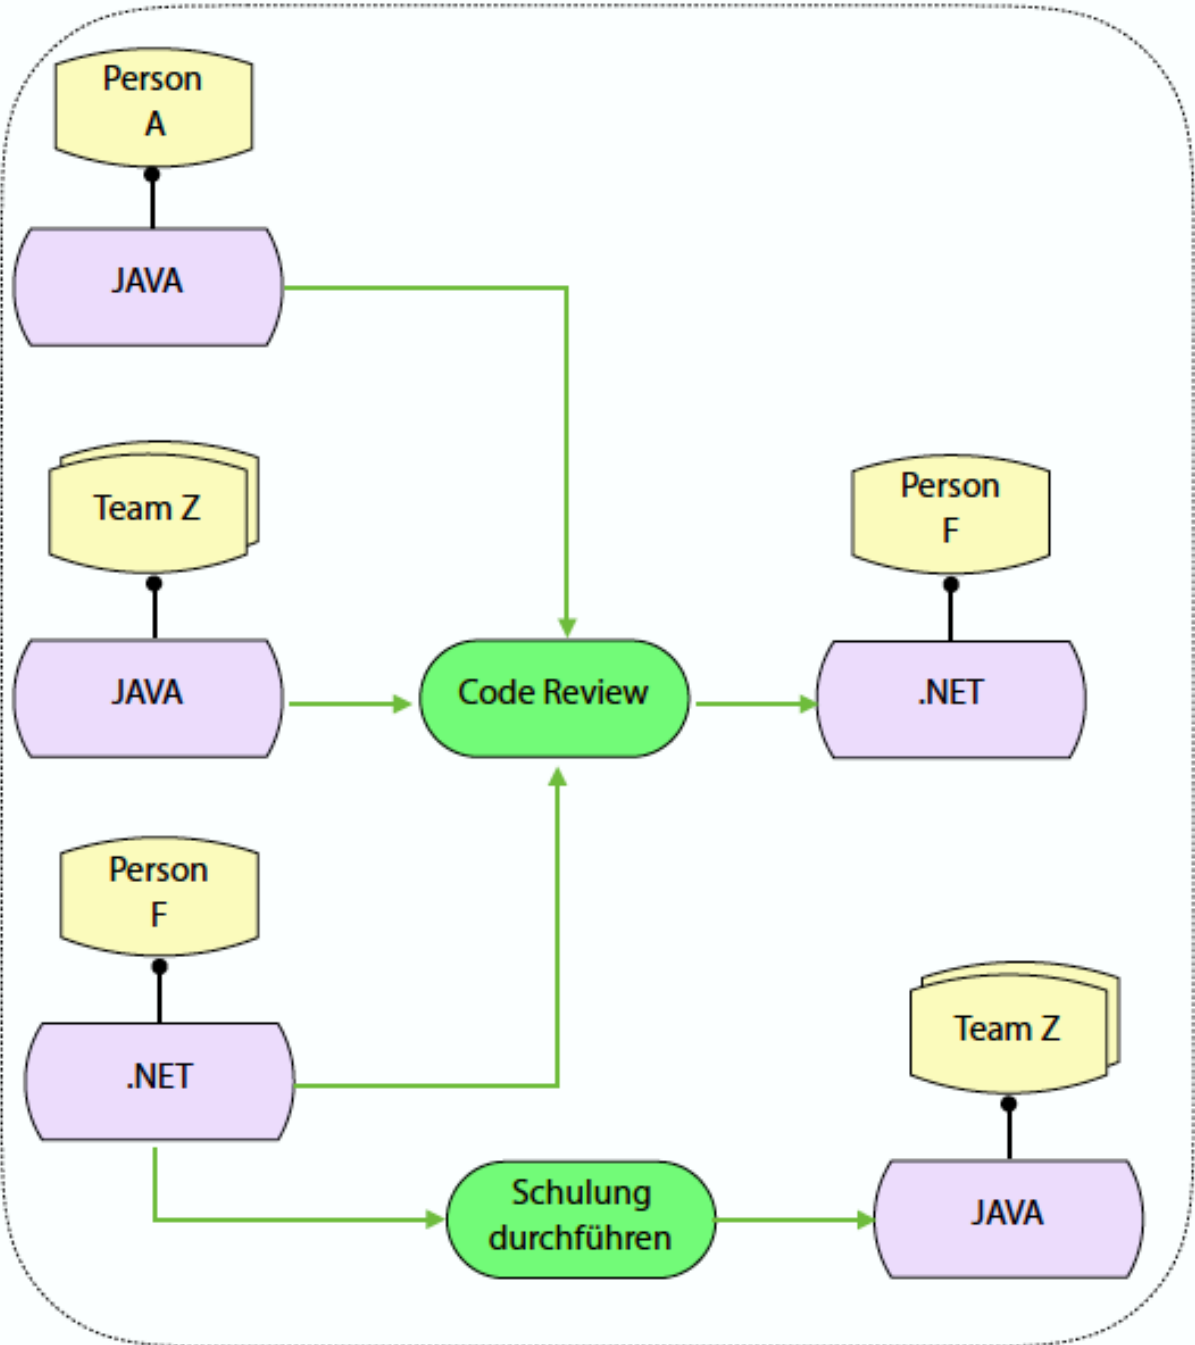 Person
A
JAVA
Team Z
JAVA
Code Review
Person
F
.NET
Person
F
.NET
Schulung
durchführen
Team Z
JAVA